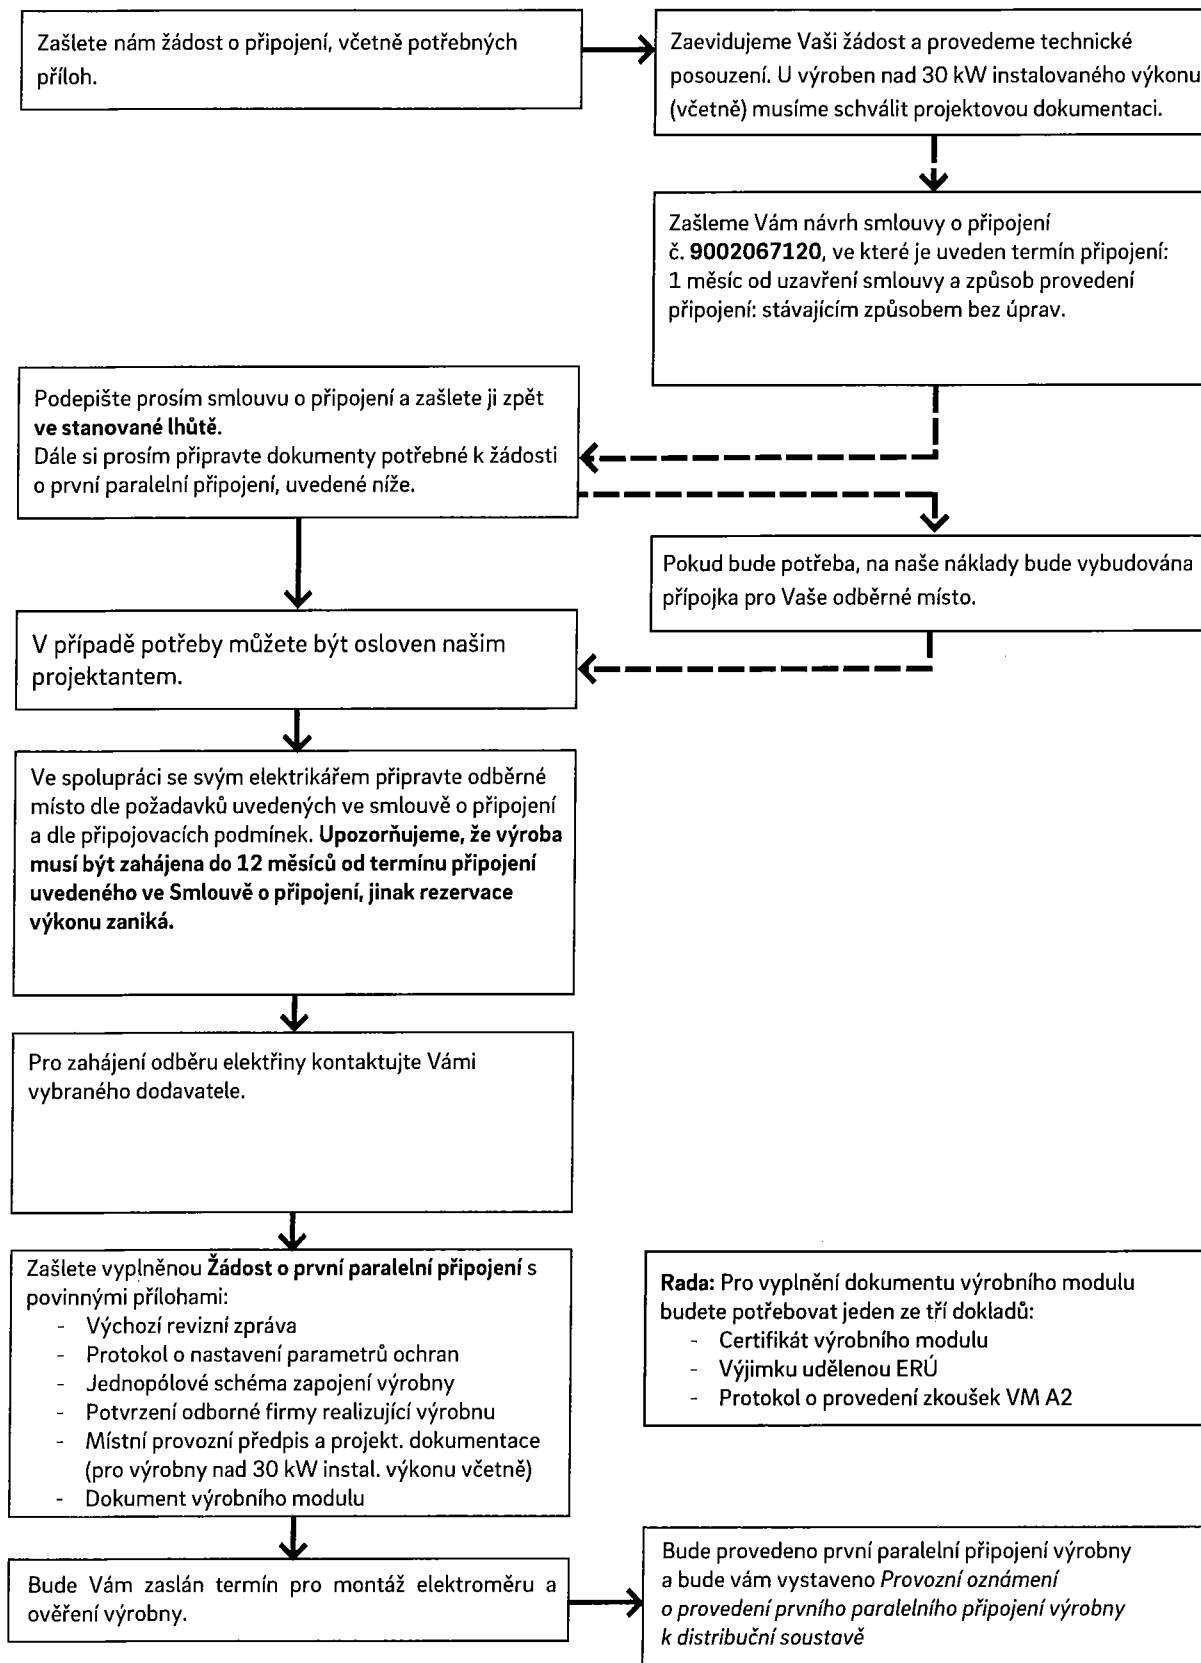 Zašlete nám žádost o připojení, včetně potřebných
příloh.
Zaevidujeme Vaši žádost a provedeme technické
posouzení. U výroben nad 30 kW instalovaného výkonu
(včetně) musíme schválit projektovou dokumentaci.
Zašleme Vám návrh smlouvy o připojení
č. 9002067120, ve které je uveden termín připojení:
1 měsíc od uzavření smlouvy a způsob provedení
připojení: stávajícím způsobem bez úprav.
Podepište prosím smlouvu o připojení a zašlete ji zpět
ve stanované lhůtě.
Dále si prosím připravte dokumenty potřebné k žádosti
o první paralelní připojení, uvedené níže.
Pokud bude potřeba, na naše náklady bude vybudována
přípojka pro Vaše odběrné místo.
V případě potřeby můžete být osloven našim
projektantem.
Ve spolupráci se svým elektrikářem připravte odběrné
místo dle požadavků uvedených ve smlouvě o připojení
a dle připojovacích podmínek. Upozorňujeme, že výroba
musí být zahájena do 12 měsíců od termínu připojení
uvedeného ve Smlouvě o připojení, jinak rezervace
výkonu zaniká.
Pro zahájení odběru elektřiny kontaktujte Vámi
vybraného dodavatele.
Zašlete vyplněnou Žádost o první paralelní připojení s
povinnými přílohami:
- Výchozí revizní zpráva
- Protokol o nastavení parametrů ochran
- Jednopólové schéma zapojení výrobny
- Potvrzení odborné firmy realizující výrobnu
- Místní provozní předpis a projekt. dokumentace
(pro výrobny nad 30 kW instal. výkonu včetně)
- Dokument výrobního modulu
Rada: Pro vyplnění dokumentu výrobního modulu
budete potřebovat jeden ze tří dokladů:
- Certifikát výrobního modulu
- Výjimku udělenou ERÚ
- Protokol o provedení zkoušek VM A2
Bude Vám zaslán termín pro montáž elektroměru a
ověření výrobny.
Bude provedeno první paralelní připojení výrobny
a bude vám vystaveno Provozní oznámení
o provedení prvního paralelního připojení výrobny
k distribuční soustavě